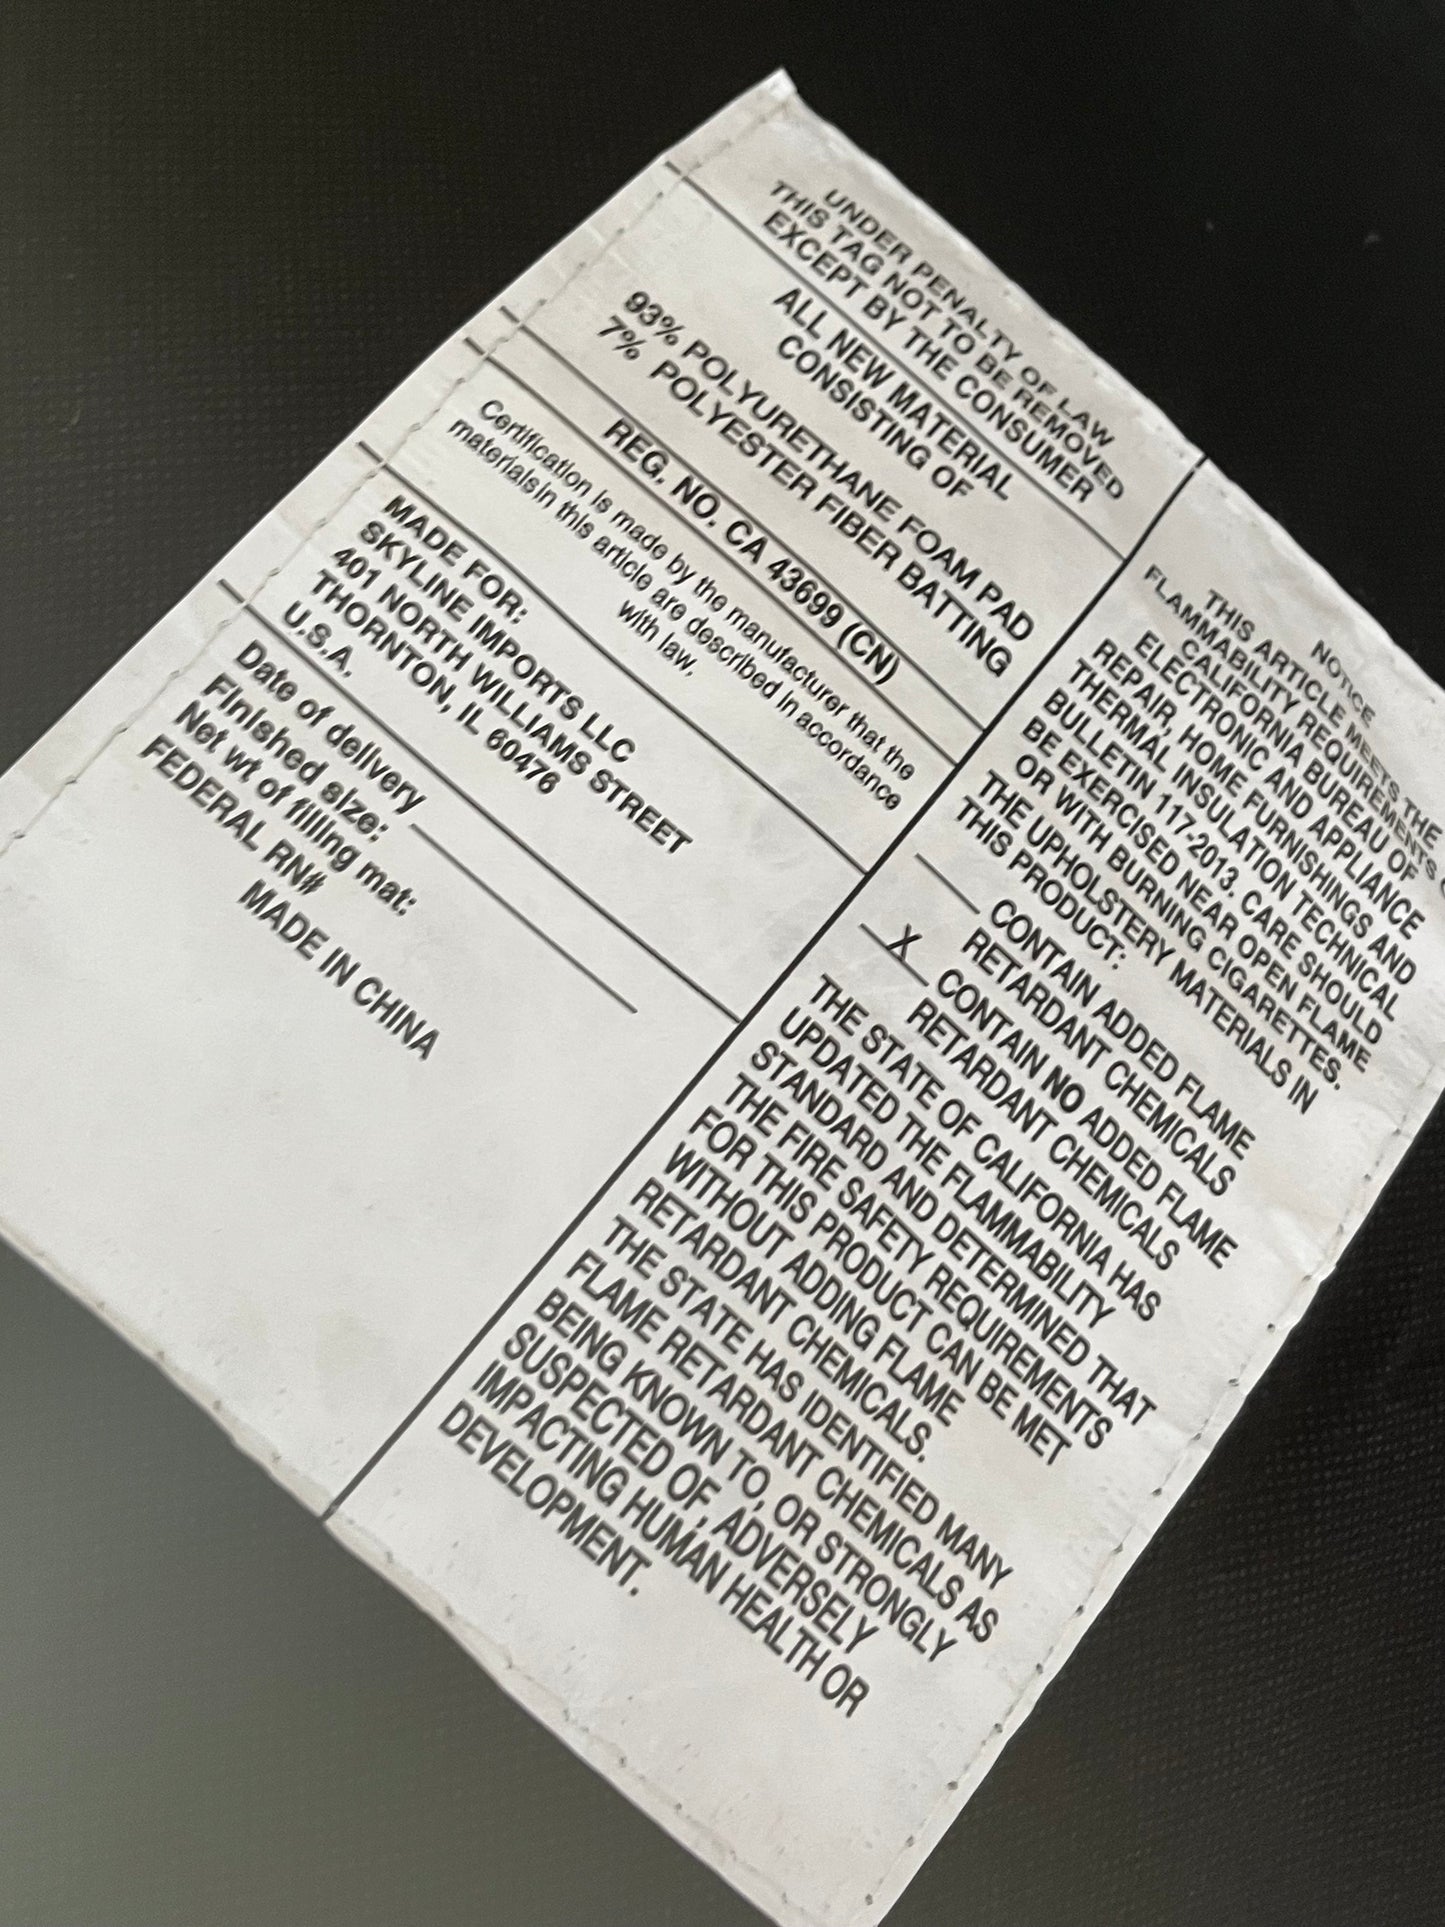 UNDER PENALTY OF LAW
THIS TAG NOT TO BE REMOVED
EXCEPT BY THE CONSUMER
ALL NEW MATERIAL
CONSISTING OF
93% POLYURETHANE FOAM PAD
7% POLYESTER FIBER BATTING
REG. NO. CA 43699 (CN)
Certification is made by the manufacturer that the
materials in this article are described in accordance
with law.
MADE FOR:
SKYLINE IMPORTS LLC
401 NORTH WILLIAMS STREET
THORNTON, IL 60476
U.S.A.
Date of delivery
Finished size:
Net wt of filling mat:
FEDERAL RN#
MADE IN CHINA
NOTICE
THIS ARTICLE MEETS THE
FLAMMABILITY REQUIREMENTS
CALIFORNIA BUREAU OF
ELECTRONIC AND APPLIANCE
REPAIR, HOME FURNISHINGS AND
THERMAL INSULATION TECHNICAL
BULLETIN 117-2013. CARE SHOULD
BE EXERCISED NEAR OPEN FLAME
OR WITH BURNING CIGARETTES.
THE UPHOLSTERY MATERIALS IN
THIS PRODUCT:
CONTAIN ADDED FLAME
RETARDANT CHEMICALS
X CONTAIN NO ADDED FLAME
RETARDANT CHEMICALS
THE STATE OF CALIFORNIA HAS
UPDATED THE FLAMMABILITY
STANDARD AND DETERMINED THAT
THE FIRE SAFETY REQUIREMENTS
FOR THIS PRODUCT CAN BE MET
WITHOUT ADDING FLAME
RETARDANT CHEMICALS.
THE STATE HAS IDENTIFIED MANY
FLAME RETARDANT CHEMICALS AS
BEING KNOWN TO, OR STRONGLY
SUSPECTED OF, ADVERSELY
IMPACTING HUMAN HEALTH OR
DEVELOPMENT.